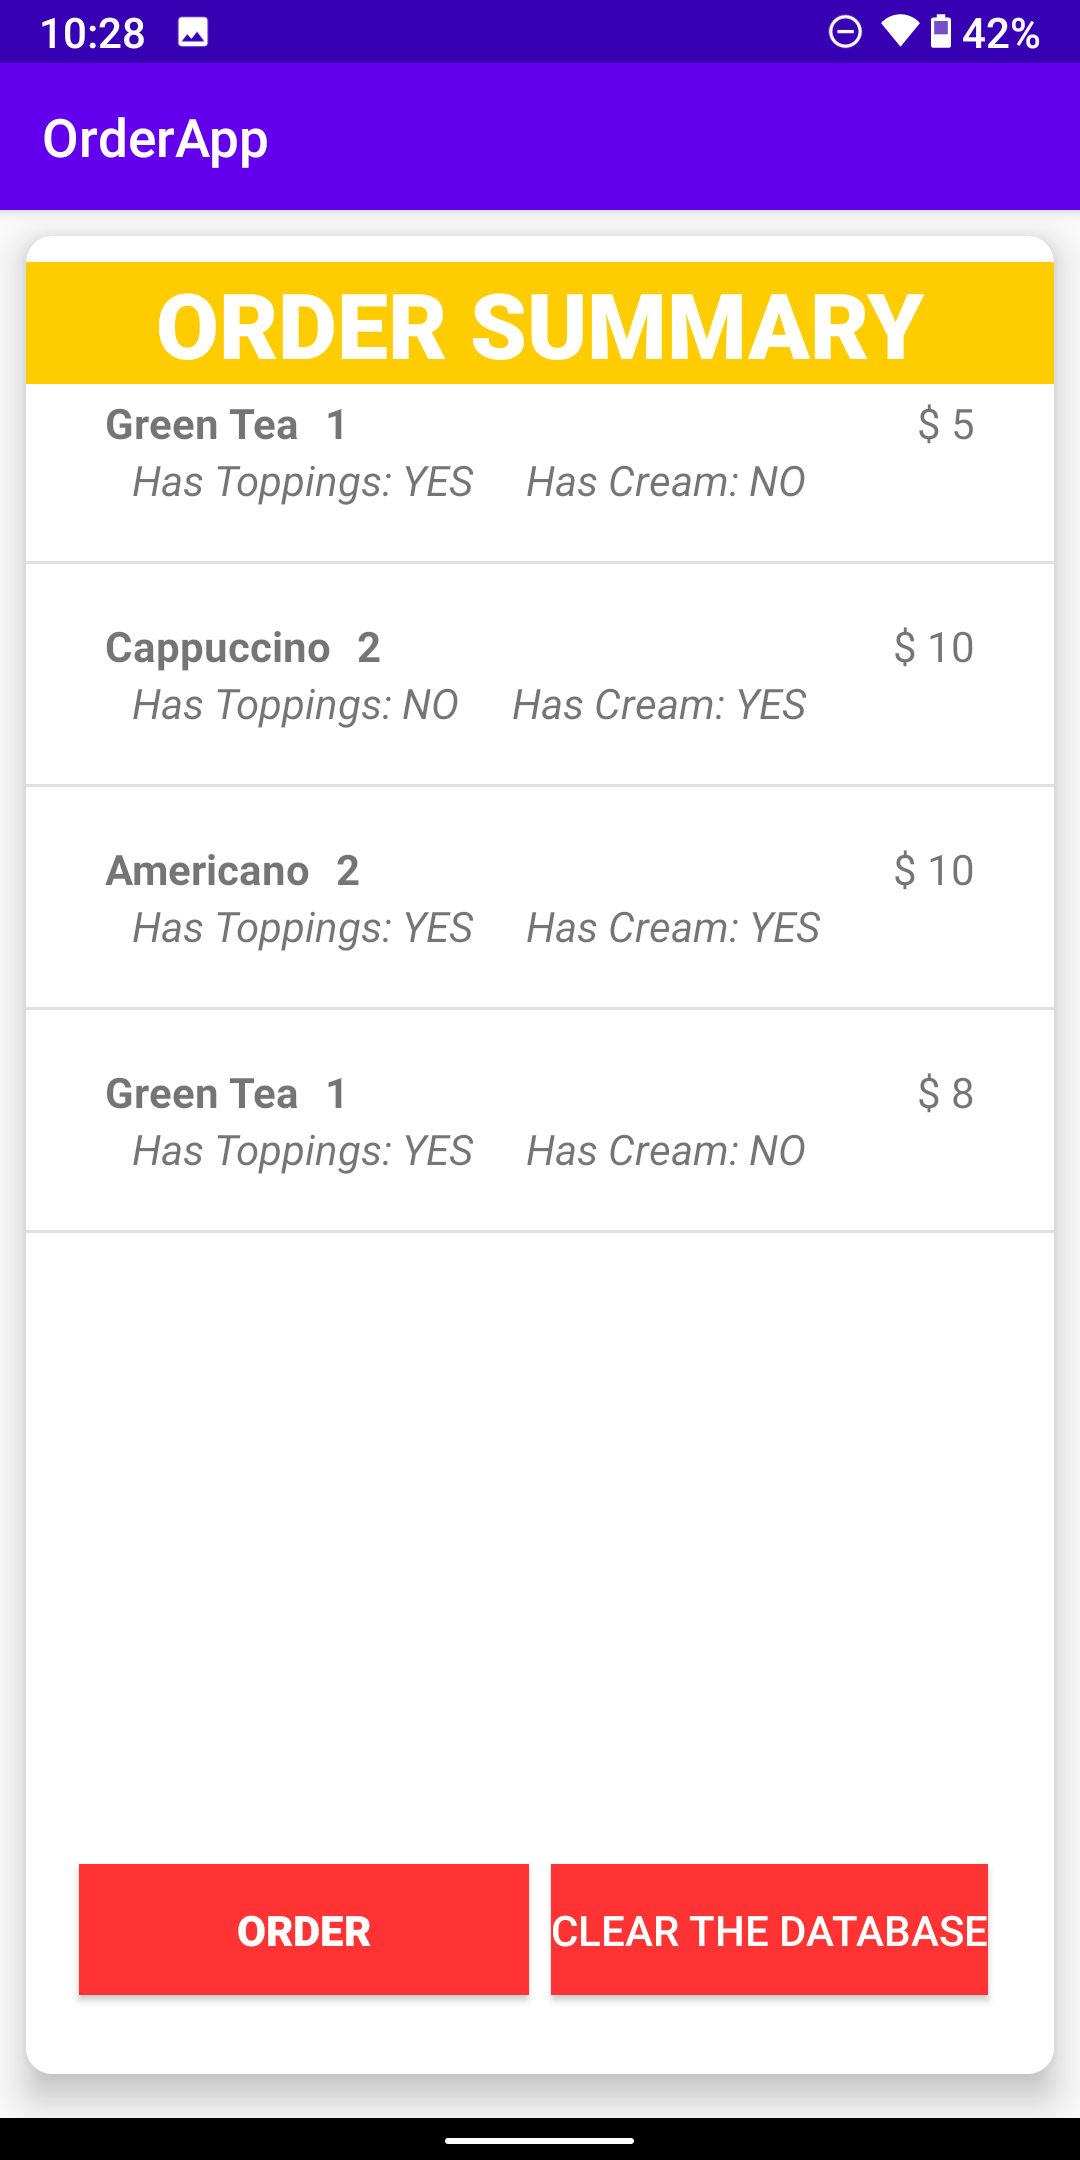 10:28 42%
OrderApp
ORDER SUMMARY
Green Tea 1 $ 5
Has Toppings: YES Has Cream: NO
Cappuccino 2 $ 10
Has Toppings: NO Has Cream: YES
Americano 2 $ 10
Has Toppings: YES Has Cream: YES
Green Tea 1 $ 8
Has Toppings: YES Has Cream: NO
ORDER CLEAR THE DATABASE